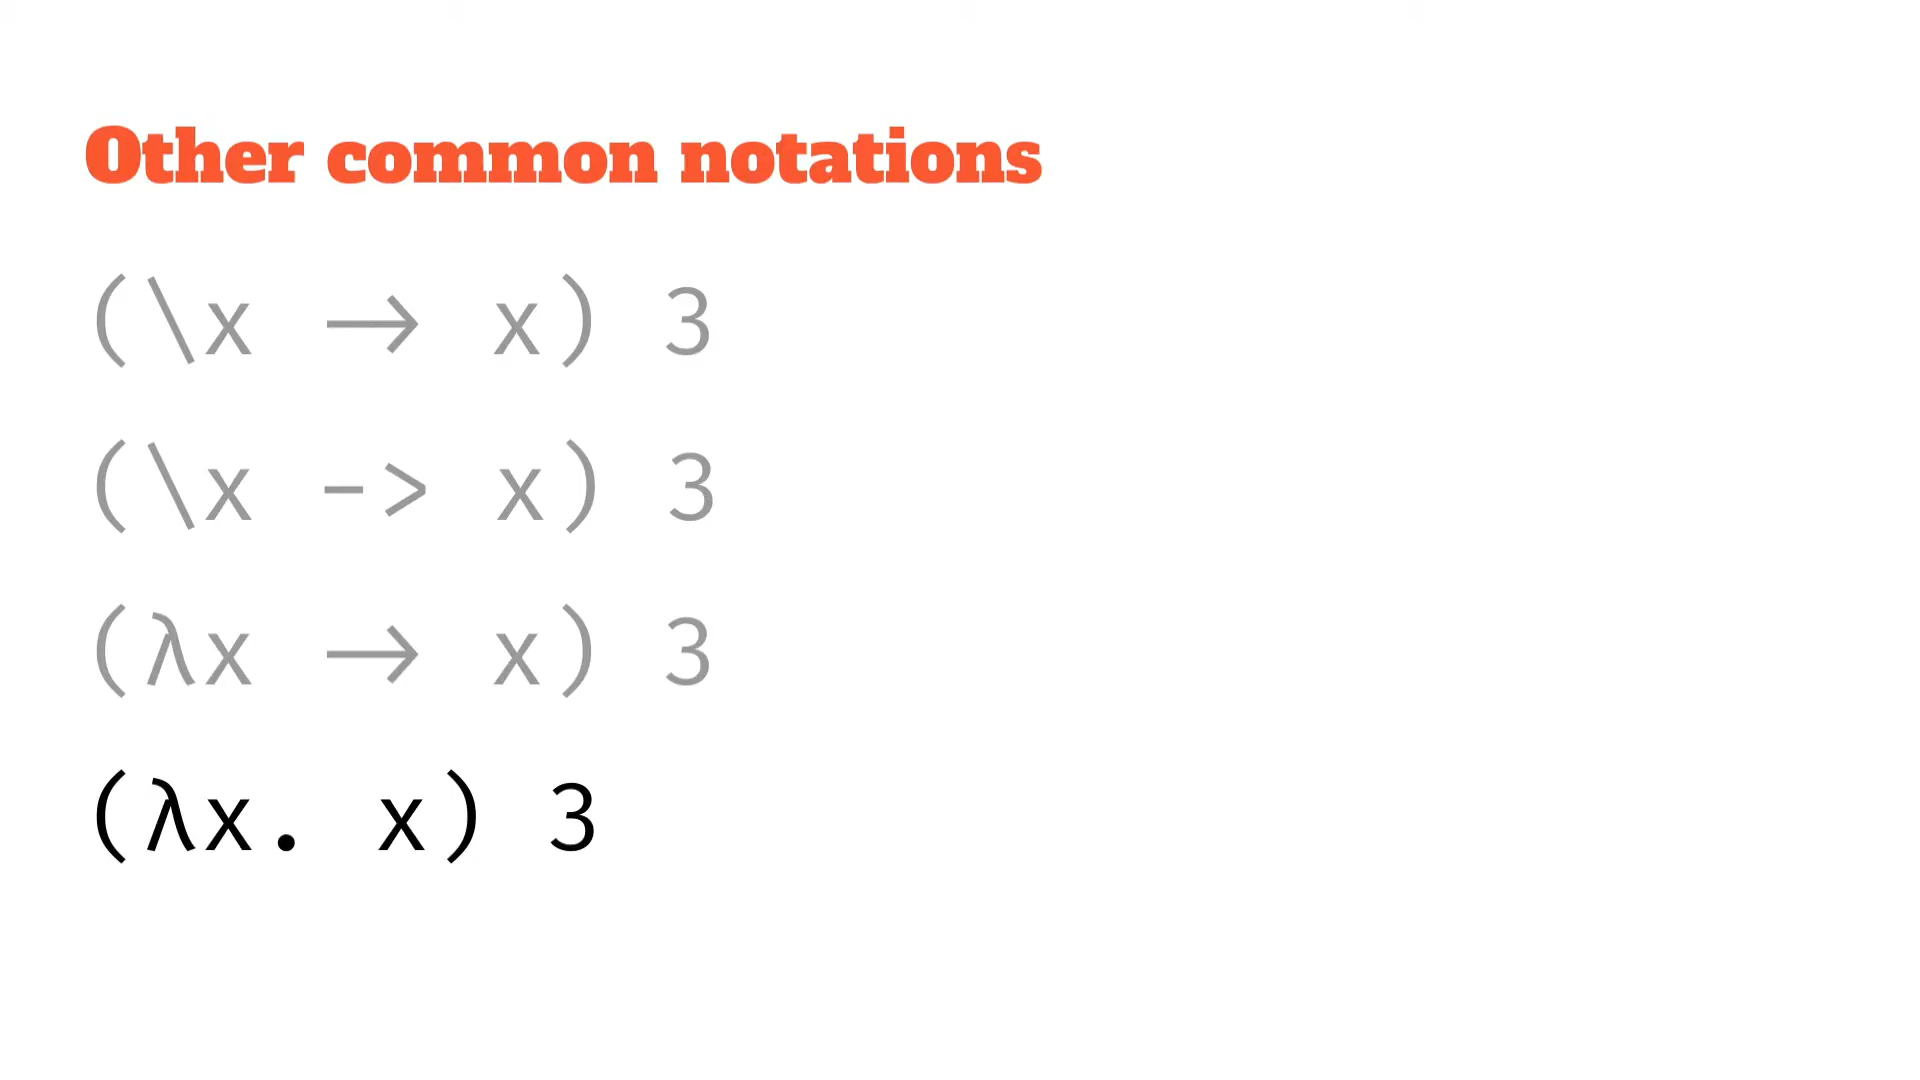 Other common notations
(\x → x) 3
(\x -> x) 3
(λx → x) 3
(λx. x) 3